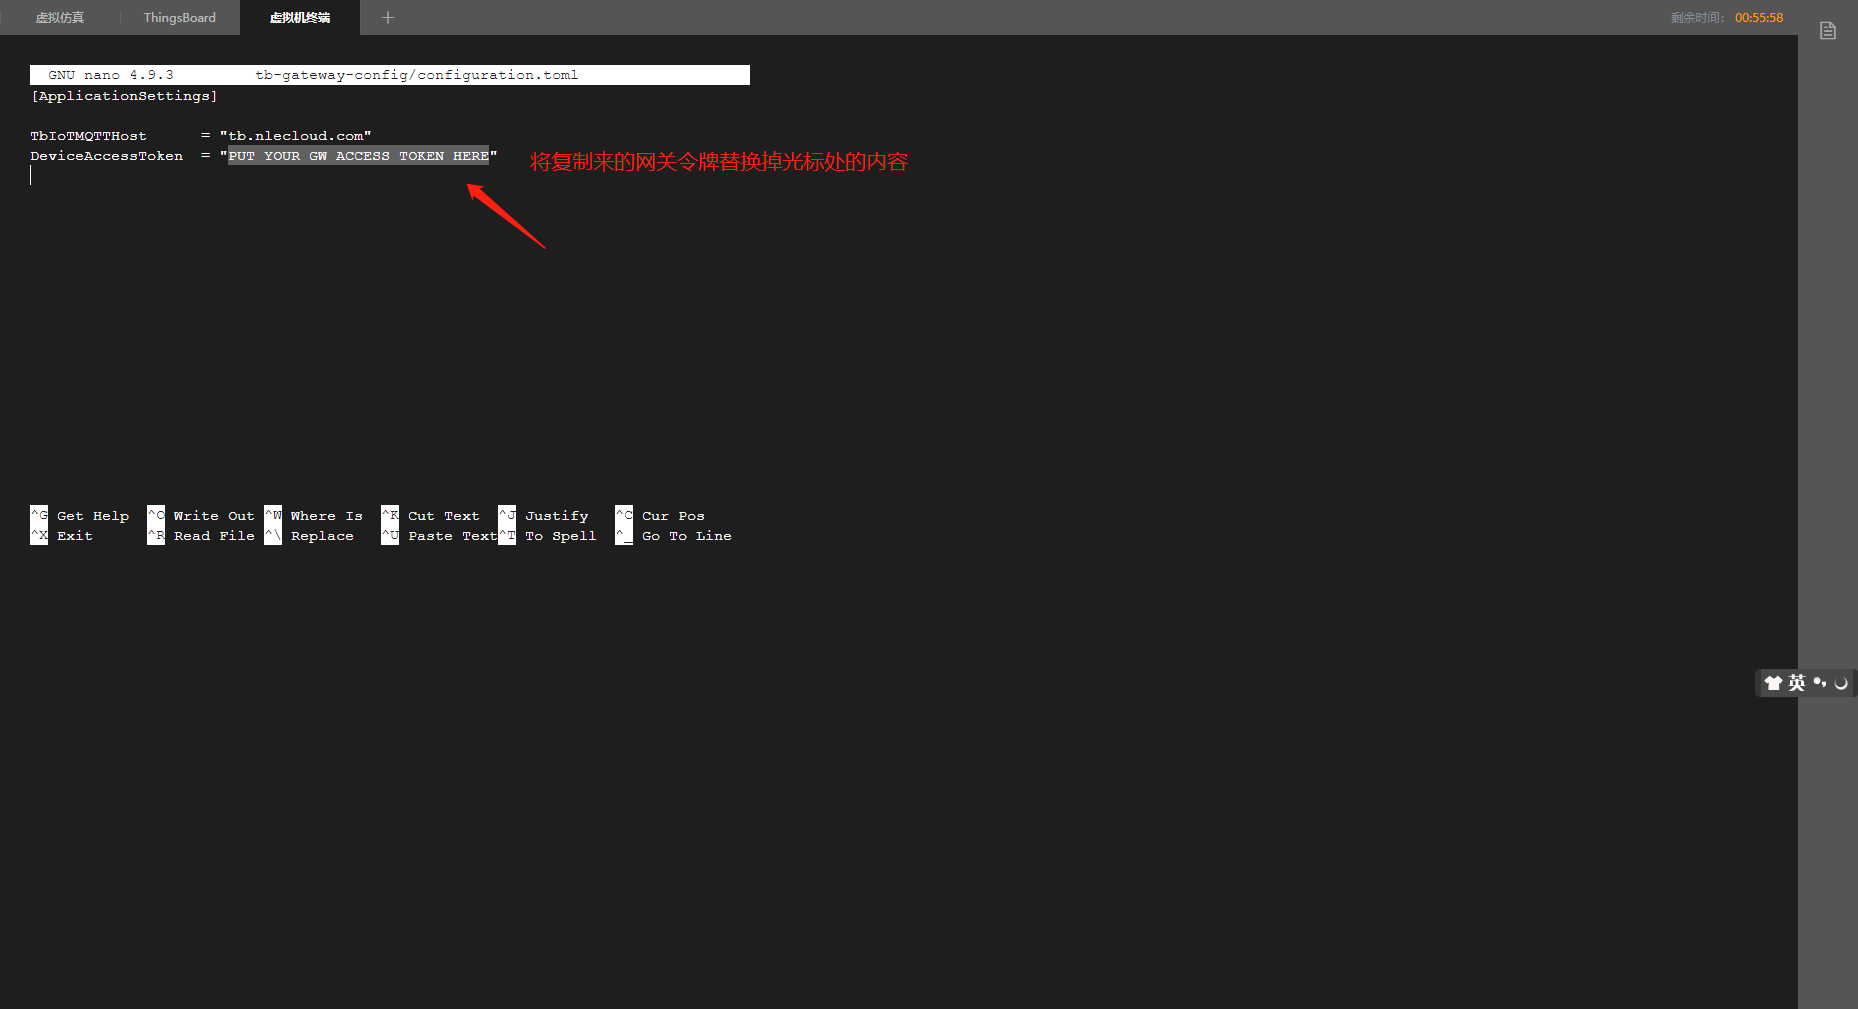 虚拟仿真 ThingsBoard 虚拟机终端 + 剩余时间： 00:55:58
GNU nano 4.9.3 tb-gateway-config/configuration.toml
[ApplicationSettings]
TbIoTMQTTHost = "tb.nlecloud.com"
DeviceAccessToken = "PUT YOUR GW ACCESS TOKEN HERE" 将复制来的网关令牌替换掉光标处的内容
^G Get Help ^O Write Out ^W Where Is ^K Cut Text ^J Justify ^C Cur Pos
^X Exit ^R Read File ^\ Replace ^U Paste Text ^T To Spell ^_ Go To Line
英